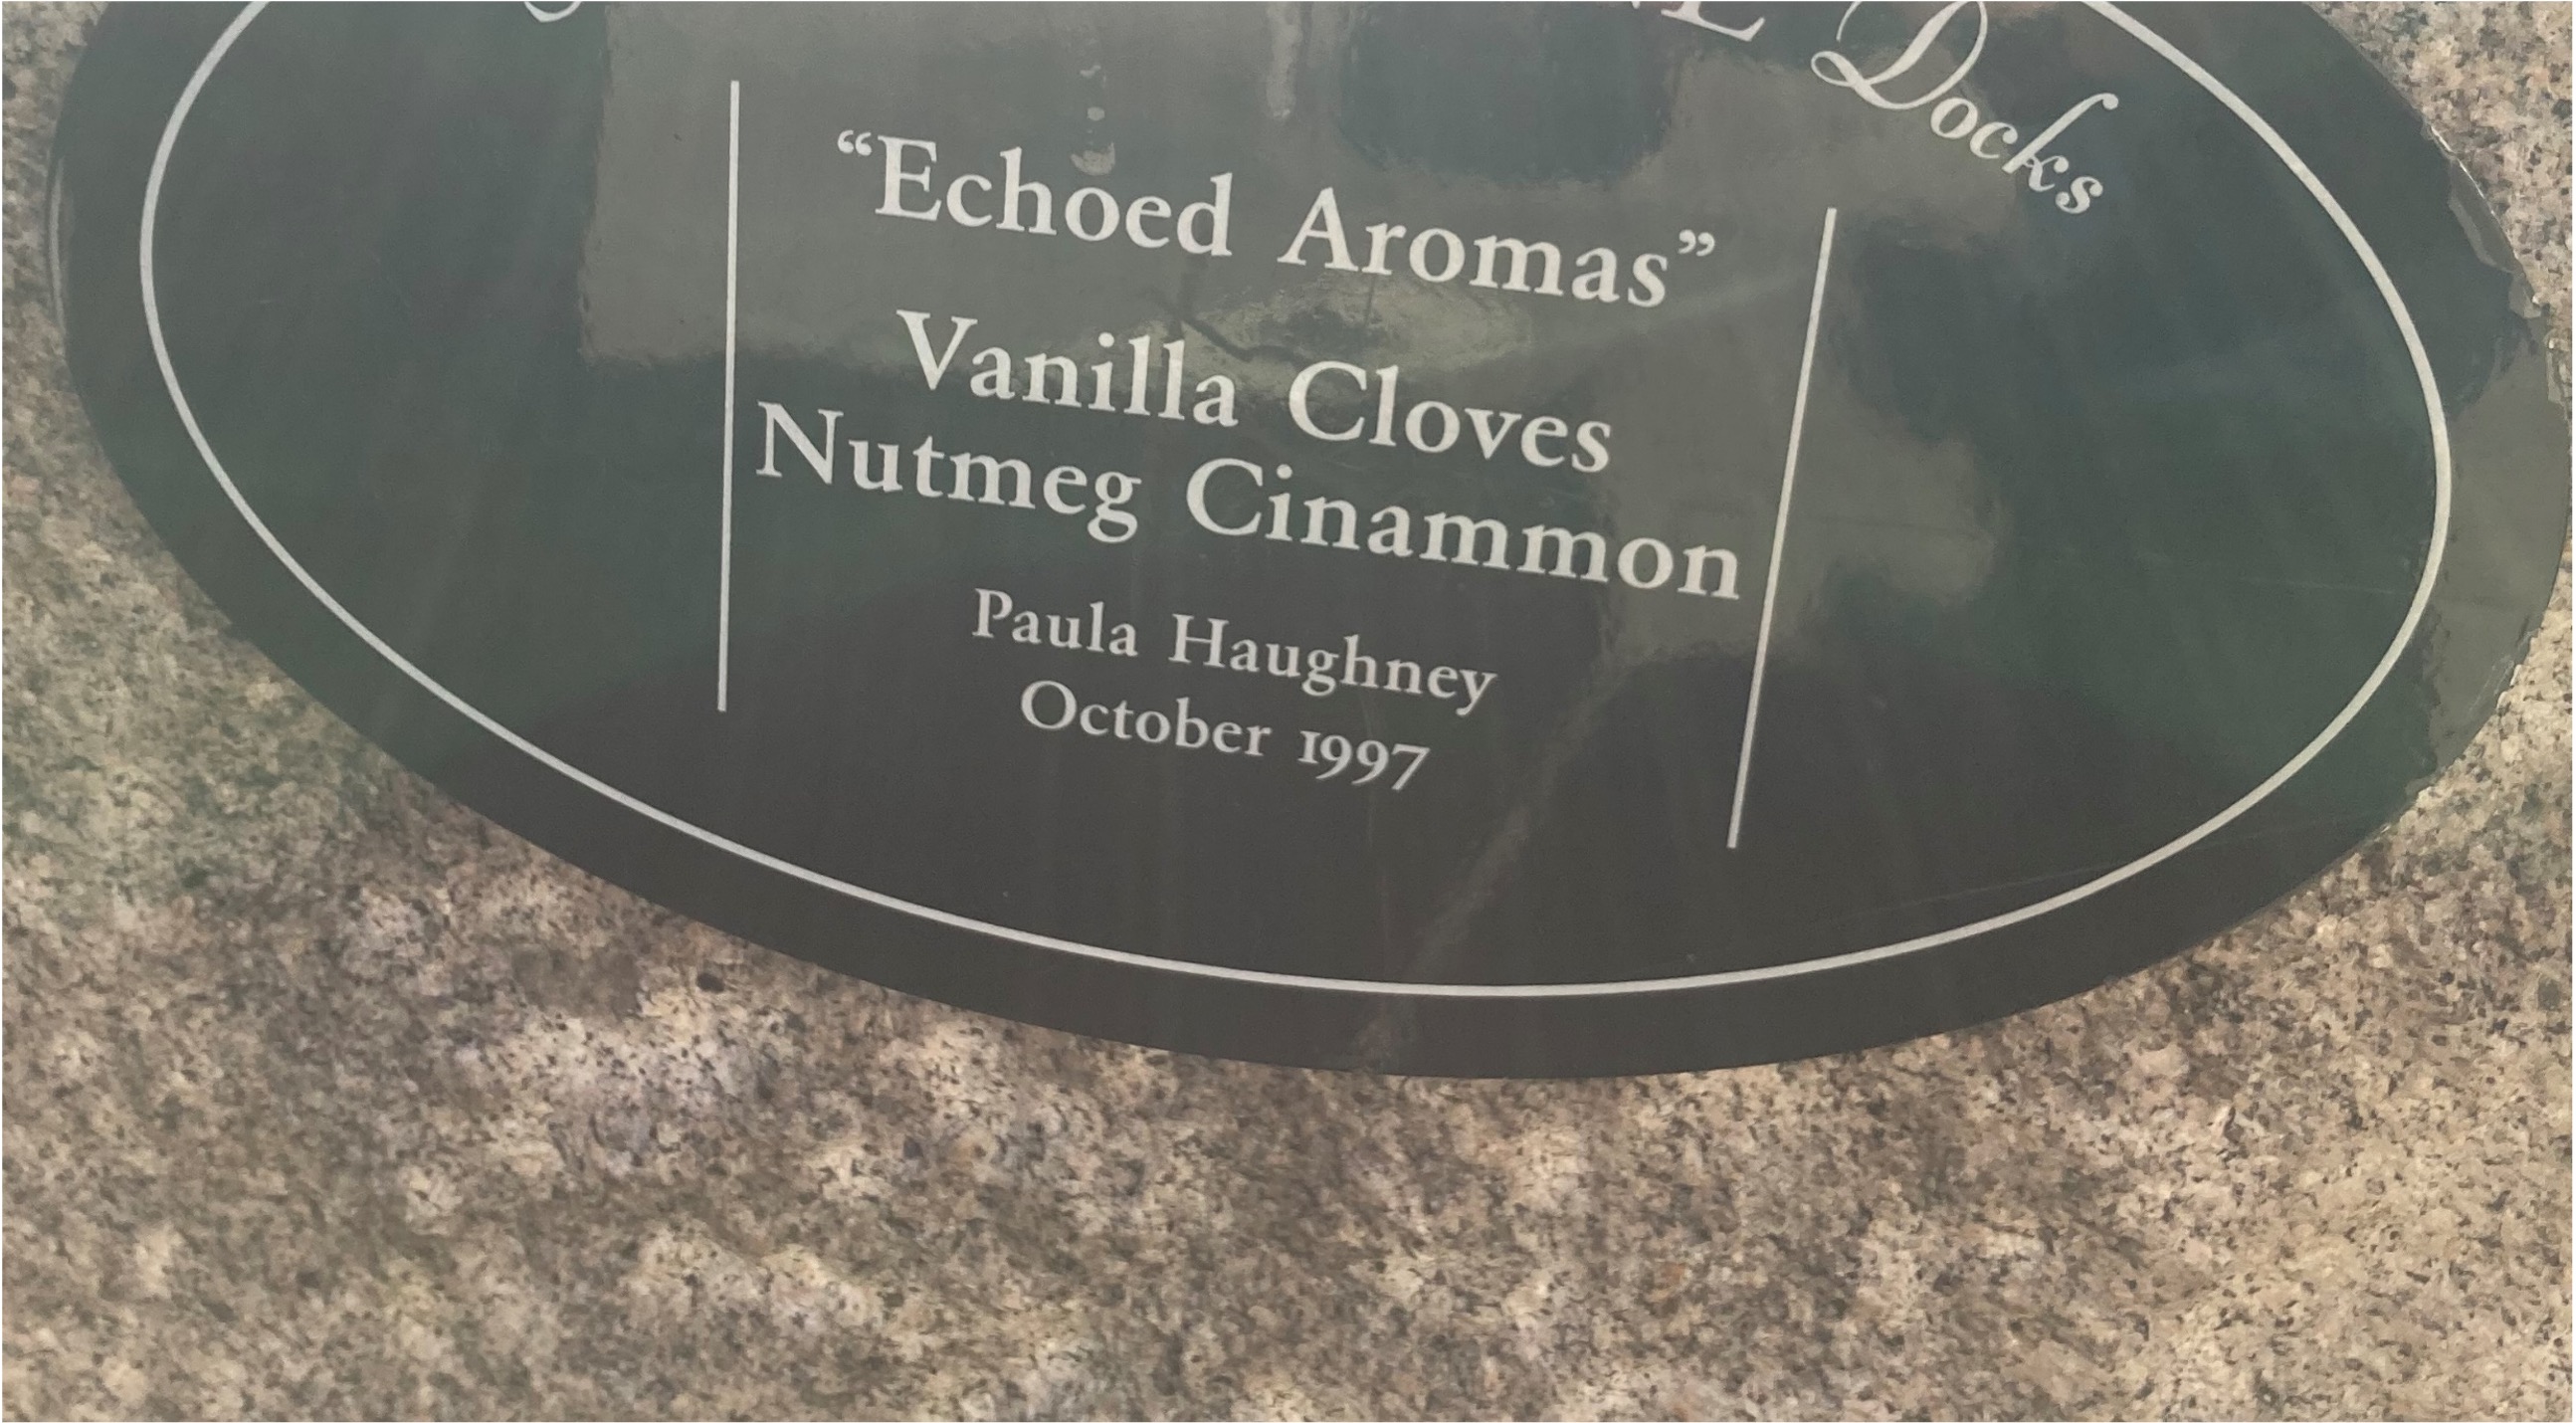 Docks
“Echoed Aromas”
Vanilla Cloves
Nutmeg Cinammon
Paula Haughney
October 1997